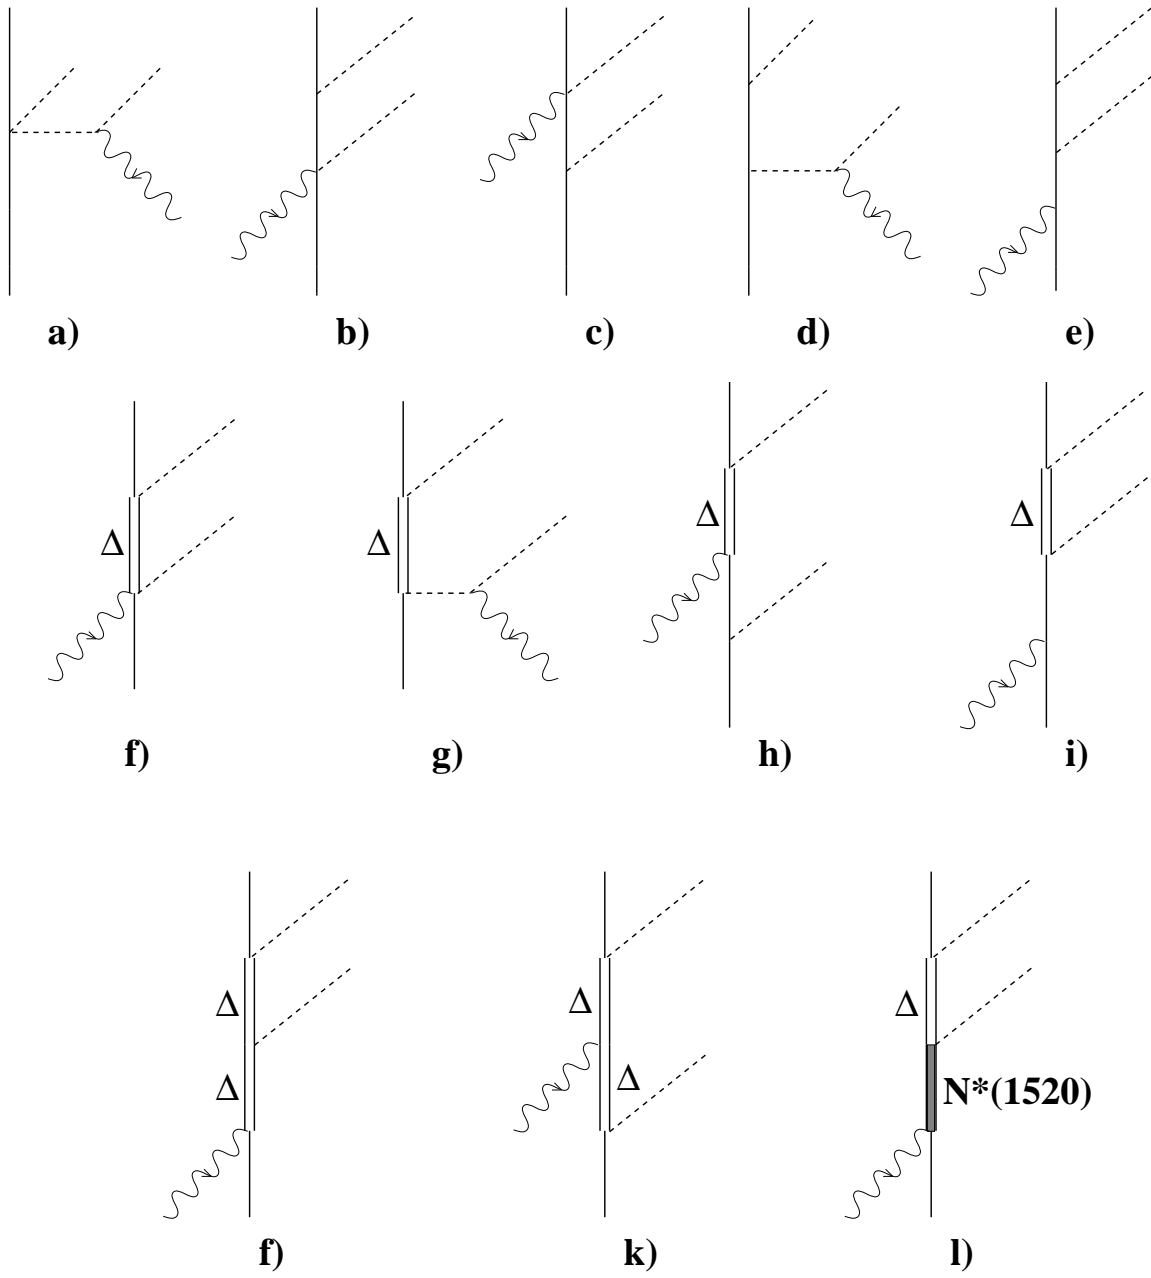 a) b) c) d) e)
Δ Δ Δ Δ
f) g) h) i)
Δ Δ Δ
Δ Δ N*(1520)
f) k) l)